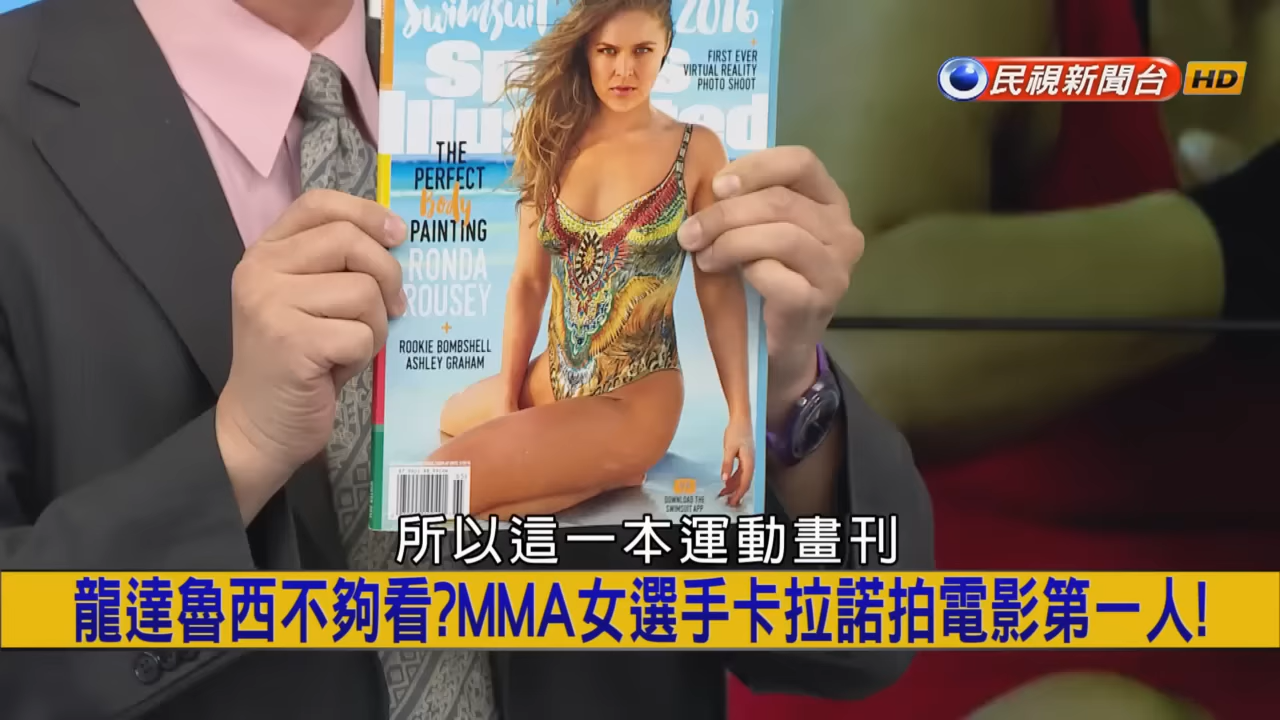 Swimsuit 2016
Sports
Illustrated
FIRST EVER
VIRTUAL REALITY
PHOTO SHOOT
民視新聞台 HD
THE
PERFECT
Body
PAINTING
RONDA
ROUSEY
+
ROOKIE BOMBSHELL
ASHLEY GRAHAM
DOWNLOAD THE
SWIMSUIT APP
所以這一本運動畫刊
龍達魯西不夠看?MMA女選手卡拉諾拍電影第一人!